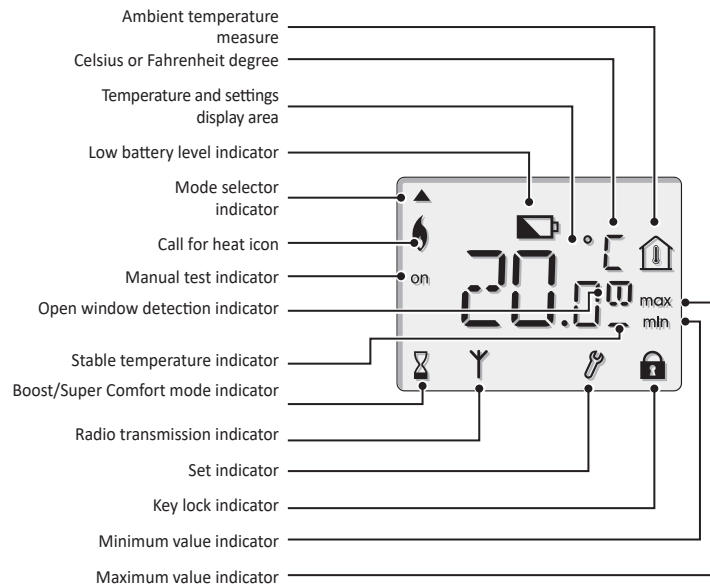 Ambient temperature
measure
Celsius or Fahrenheit degree
Temperature and settings
display area
Low battery level indicator
Mode selector
indicator
Call for heat icon
Manual test indicator
Open window detection indicator
Stable temperature indicator
Boost/Super Comfort mode indicator
Radio transmission indicator
Set indicator
Key lock indicator
Minimum value indicator
Maximum value indicator
° C
on
20.0
max
min